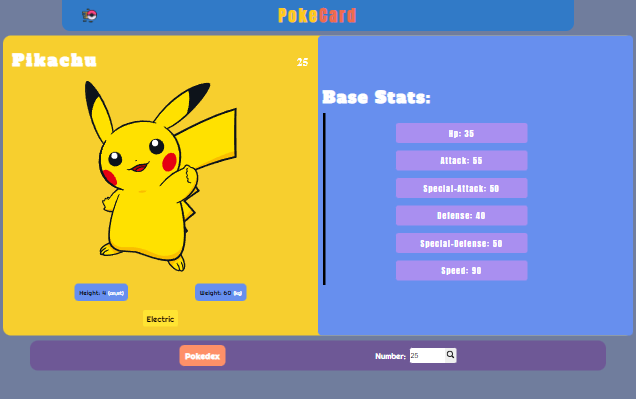 PokeCard
Pikachu
25
Height: 4
Weight: 60 (kg)
Electric
Base Stats:
Hp: 35
Attack: 55
Special-Attack: 50
Defense: 40
Special-Defense: 50
Speed: 90
Pokedex
Number: 25